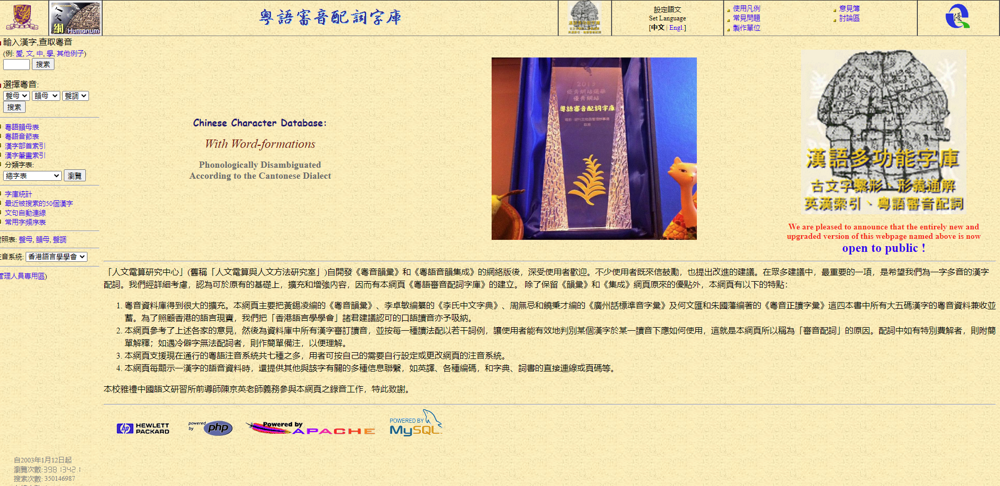 人文網
Humanum
粵語審音配詞字庫
漢語多功能字庫
設定語文
Set Language
[中文 | Engl.]
使用凡例
常見問題
製作單位
意見簿
討論區
優
輸入漢字,查取粵音
(例: 愛, 文, 中, 學, 其他例子)
搜索
選擇粵音:
聲母 韻母 聲調
搜索
粵語韻母表
粵語音節表
漢字部首索引
漢字筆畫索引
分類字表:
總字表 瀏覽
字庫統計
最近被搜索的50個漢字
文句自動連線
常用字頻序表
照表: 聲母, 韻母, 聲調
音系統: 香港語言學學會
管理人員專用區)
自2003年1月12日起
瀏覽次數:39813421
搜索次數: 350146987
Chinese Character Database:
With Word-formations
Phonologically Disambiguated
According to the Cantonese Dialect
2013
優秀網站選舉
優秀網站
粵語審音配詞字庫
漢語多功能字庫
古文字繫形、形義通解
英漢索引、粵語審音配詞
We are pleased to announce that the entirely new and
upgraded version of this webpage named above is now
open to public !
「人文電算研究中心」(舊稱「人文電算與人文方法研究室」)自開發《粵音韻彙》和《粵語音韻集成》的網絡版後，深受使用者歡迎。不少使用者既來信鼓勵，也提出改進的建議。在眾多建議中，最重要的一項，是希望我們為一字多音的漢字
配詞。我們經詳細考慮，認為可於原有的基礎上，擴充和增強內容，因而有本網頁《粵語審音配詞字庫》的建立。 除了保留《韻彙》和《集成》網頁原來的優點外，本網頁有以下的特點：
1. 粵音資料庫得到很大的擴充。本網頁主要把黃錫凌編的《粵音韻彙》、李卓敏編纂的《李氏中文字典》、周無忌和饒秉才編的《廣州話標準音字彙》及何文匯和朱國藩編著的《粵音正讀字彙》這四本書中所有大五碼漢字的粵音資料兼收並
蓄。為了照顧香港的語言現實，我們把「香港語言學學會」諸君建議認可的口語讀音亦予吸納。
2. 本網頁參考了上述各家的意見，然後為資料庫中所有漢字審訂讀音，並按每一種讀法配以若干詞例，讓使用者能有效地判別某個漢字於某一讀音下應如何使用，這就是本網頁所以稱為「審音配詞」的原因。配詞中如有特別費解者，則附簡
單解釋；如遇冷僻字無法配詞者，則作簡單備注，以便理解。
3. 本網頁支援現在通行的粵語注音系統共七種之多，用者可按自己的需要自行設定或更改網頁的注音系統。
4. 本網頁每顯示一漢字的語音資料時，還提供其他與該字有關的多種信息聯繫，如英譯、各種編碼，和字典、詞書的直接連線或頁碼等。
本校雅禮中國語文研習所前導師陳京英老師義務參與本網頁之錄音工作，特此致謝。
hp HEWLETT PACKARD
powered by php
Powered by APACHE
POWERED BY MySQL